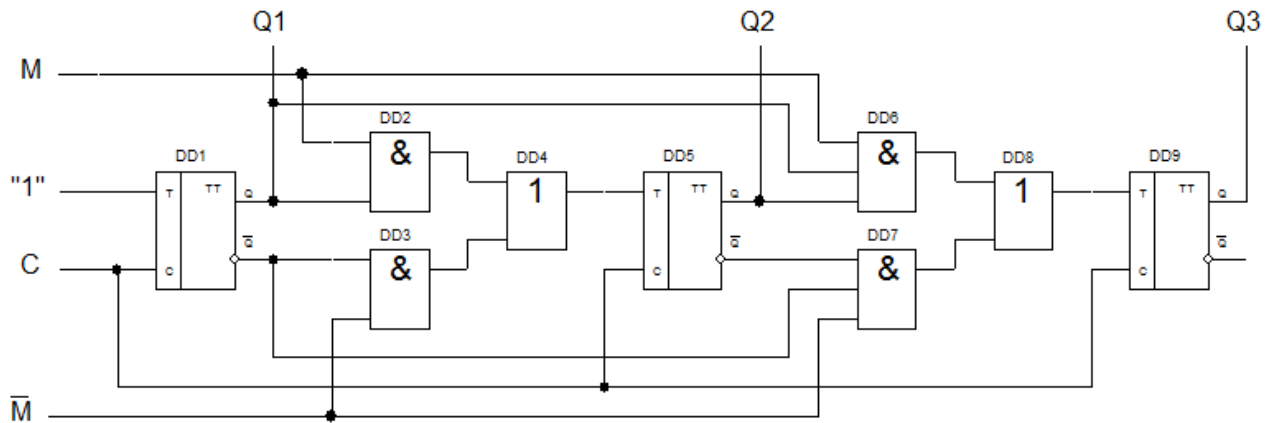 Q1 Q2 Q3
M
DD2 DD6
& &
DD1 DD4 DD5 DD8 DD9
"1" T TT Q 1 T TT Q 1 T TT Q
Q̅ DD3 Q̅ DD7 Q̅
C C & C & C
M̅